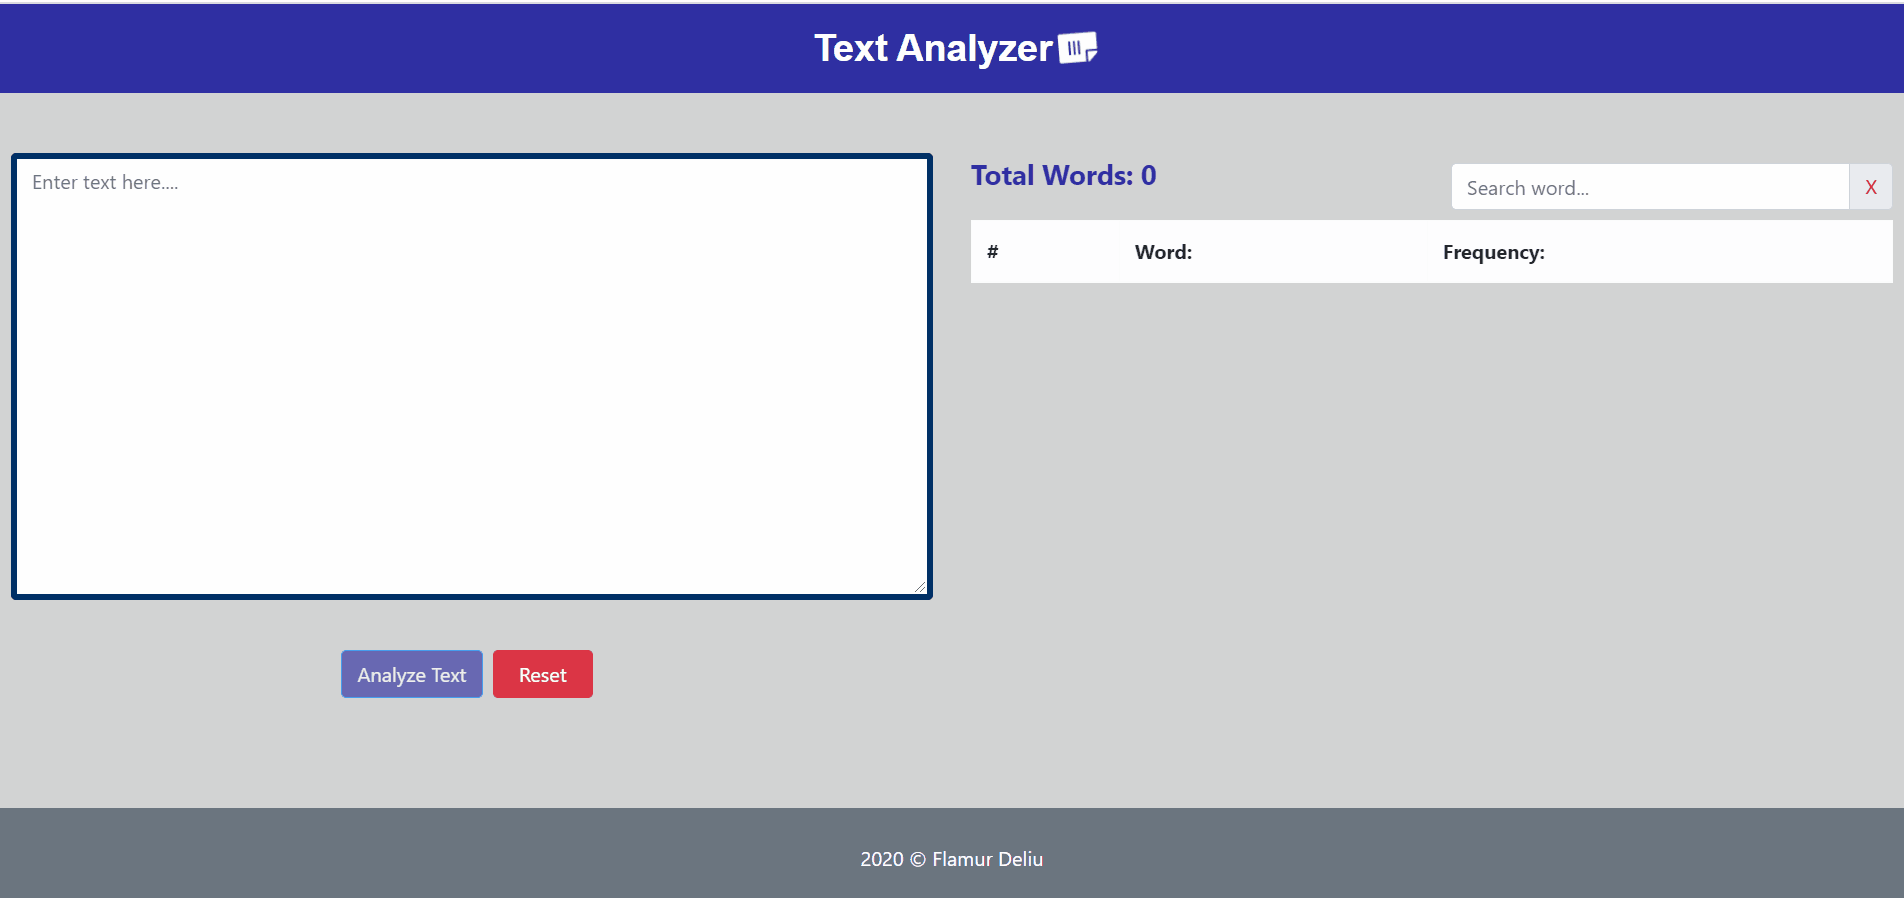 Text Analyzer
Enter text here....
Total Words: 0
Search word...
X
# Word: Frequency:
Analyze Text
Reset
2020 © Flamur Deliu